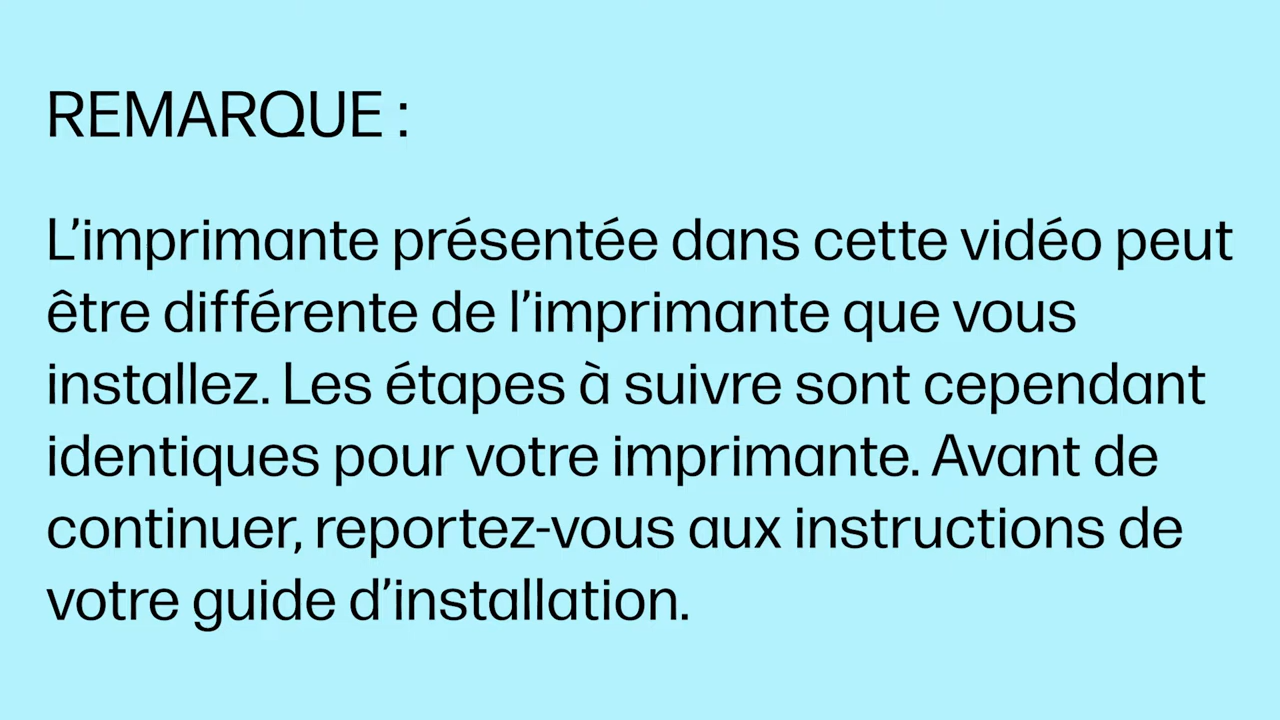 REMARQUE :
L’imprimante présentée dans cette vidéo peut
être différente de l’imprimante que vous
installez. Les étapes à suivre sont cependant
identiques pour votre imprimante. Avant de
continuer, reportez-vous aux instructions de
votre guide d’installation.